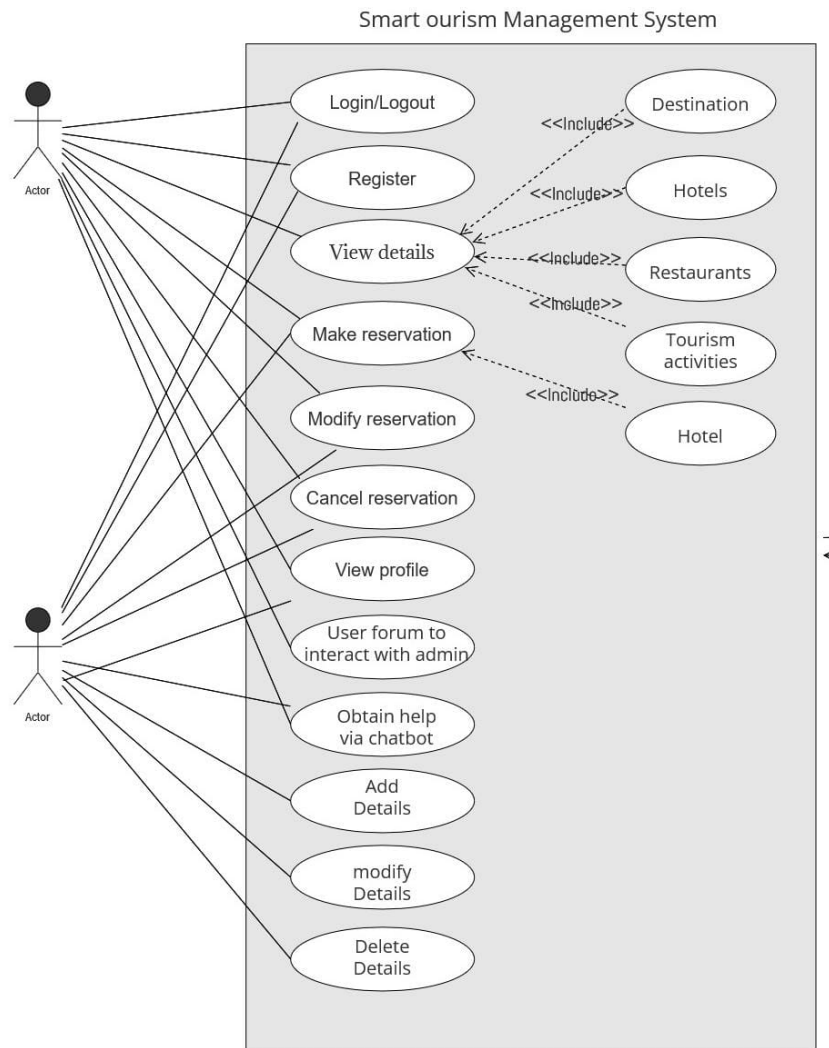 Smart ourism Management System
Actor
Login/Logout
Register
View details
Make reservation
Modify reservation
Cancel reservation
View profile
User forum to
interact with admin
Obtain help
via chatbot
Add
Details
modify
Details
Delete
Details
<<Include>>
Destination
<<Include>>
Hotels
<<Include>>
Restaurants
<<Include>>
Tourism
activities
<<Include>>
Hotel
Actor